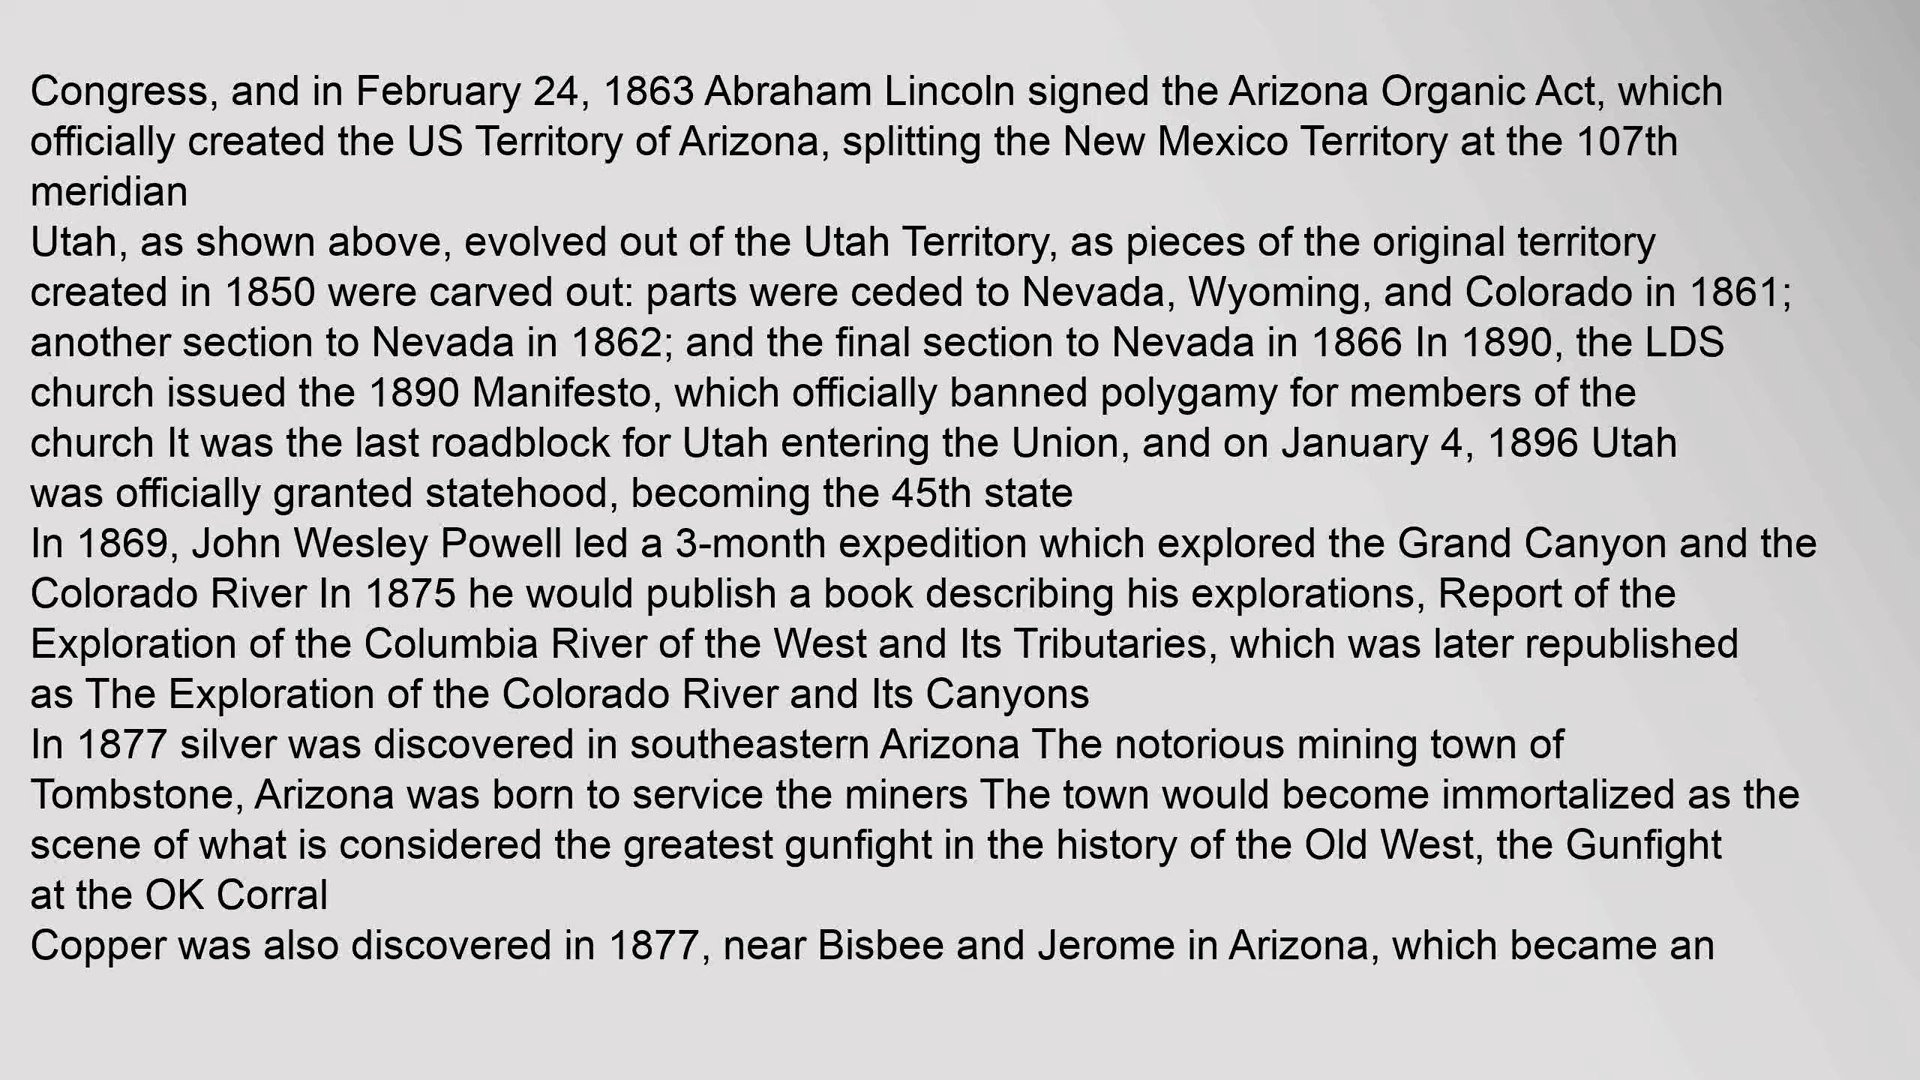 Congress, and in February 24, 1863 Abraham Lincoln signed the Arizona Organic Act, which
officially created the US Territory of Arizona, splitting the New Mexico Territory at the 107th
meridian
Utah, as shown above, evolved out of the Utah Territory, as pieces of the original territory
created in 1850 were carved out: parts were ceded to Nevada, Wyoming, and Colorado in 1861;
another section to Nevada in 1862; and the final section to Nevada in 1866 In 1890, the LDS
church issued the 1890 Manifesto, which officially banned polygamy for members of the
church It was the last roadblock for Utah entering the Union, and on January 4, 1896 Utah
was officially granted statehood, becoming the 45th state
In 1869, John Wesley Powell led a 3-month expedition which explored the Grand Canyon and the
Colorado River In 1875 he would publish a book describing his explorations, Report of the
Exploration of the Columbia River of the West and Its Tributaries, which was later republished
as The Exploration of the Colorado River and Its Canyons
In 1877 silver was discovered in southeastern Arizona The notorious mining town of
Tombstone, Arizona was born to service the miners The town would become immortalized as the
scene of what is considered the greatest gunfight in the history of the Old West, the Gunfight
at the OK Corral
Copper was also discovered in 1877, near Bisbee and Jerome in Arizona, which became an